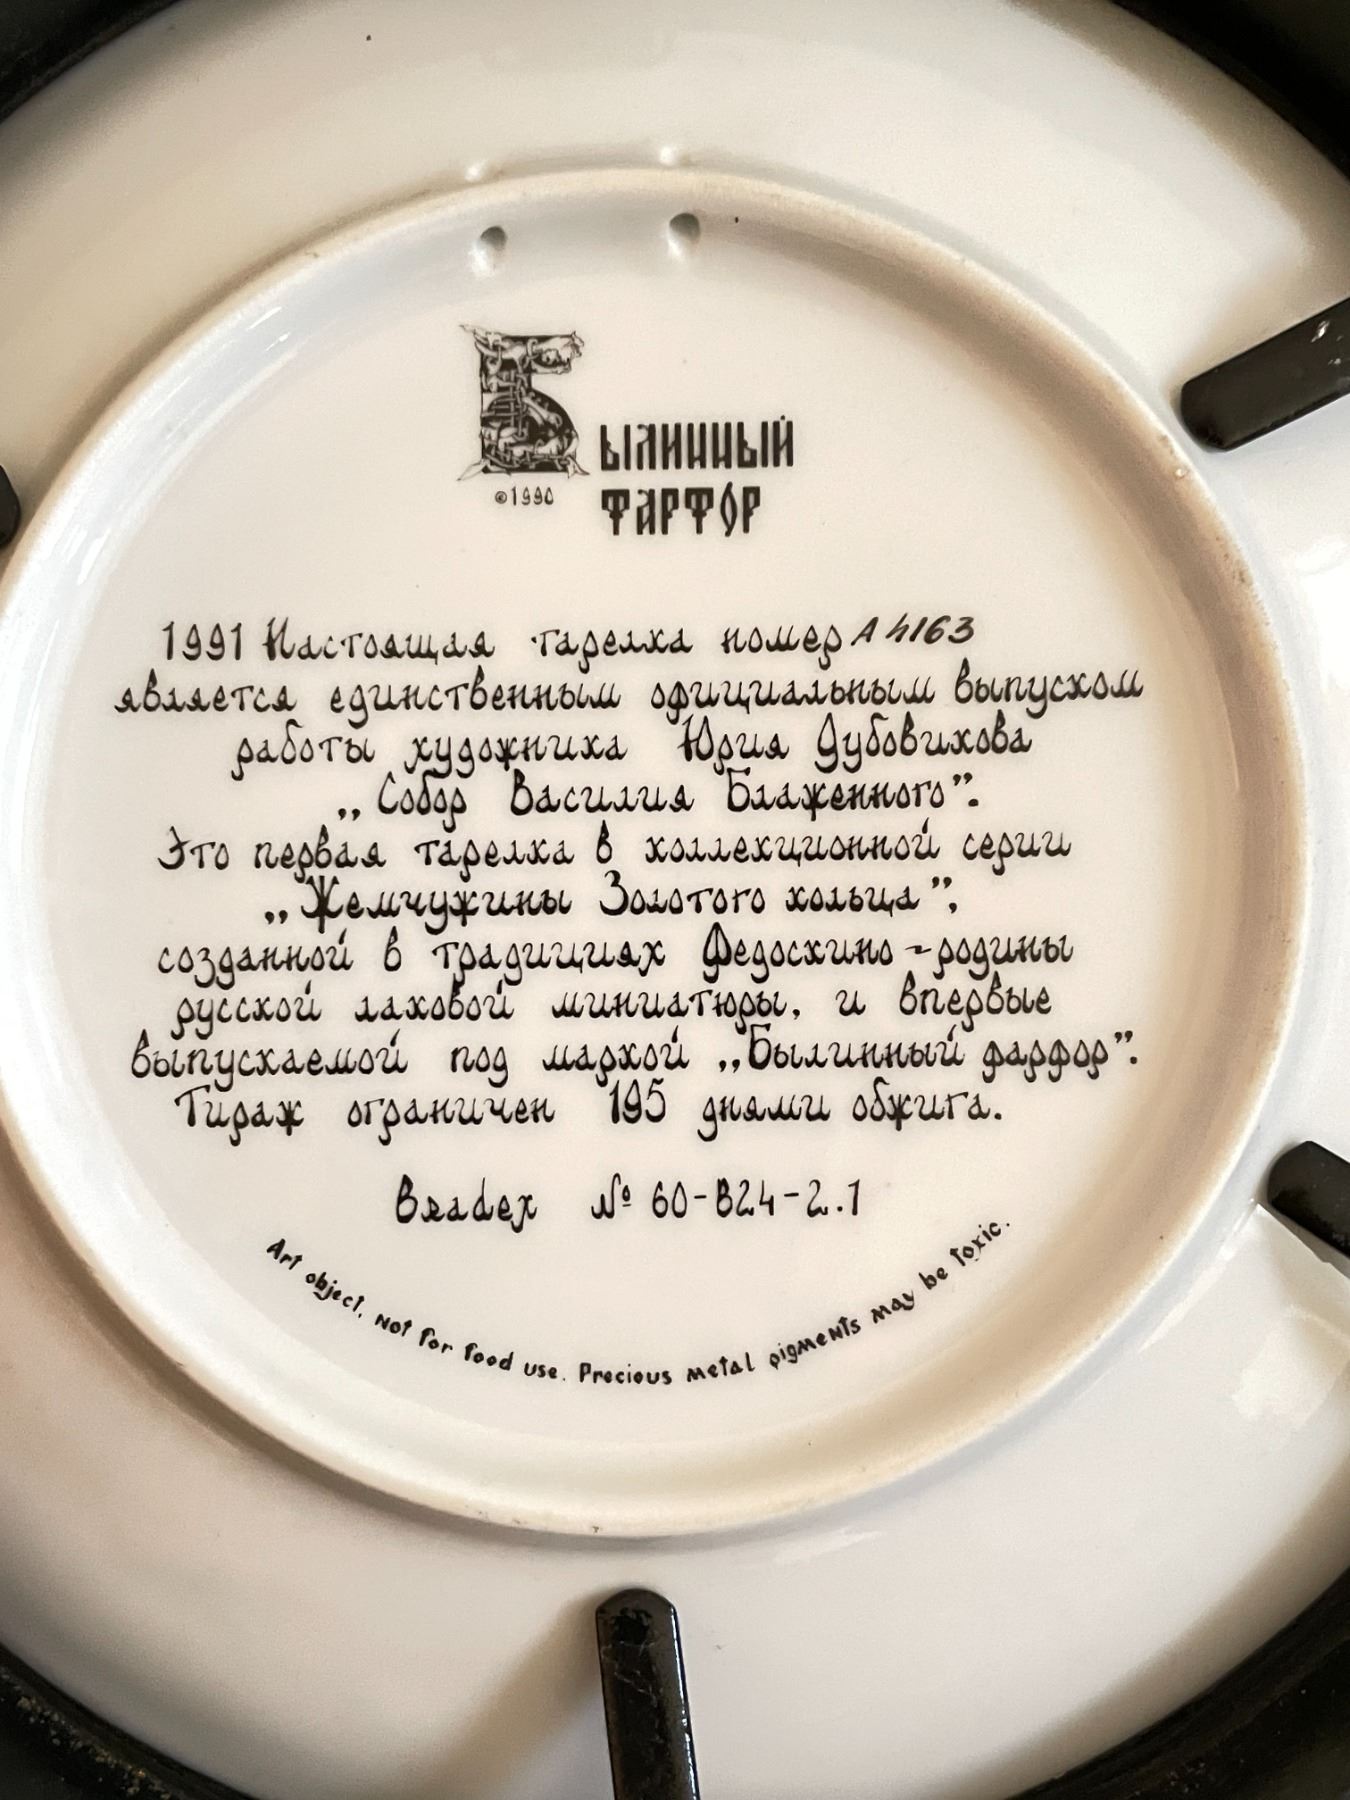 Былинный
фарфор
©1990
1991 Настоящая тарелка номер A 4163
является единственным официальным выпуском
работы художника Юрия Дубовикова
„Собор Василия Блаженного”.
Это первая тарелка в коллекционной серии
„Жемчужины Золотого кольца”,
созданной в традициях Федоскино - родины
русской лаковой миниатюры, и впервые
выпускаемой под маркой „Былинный фарфор”.
Тираж ограничен 195 днями обжига.
Bradex № 60-B24-2.1
Art object, not for food use. Precious metal pigments may be toxic.